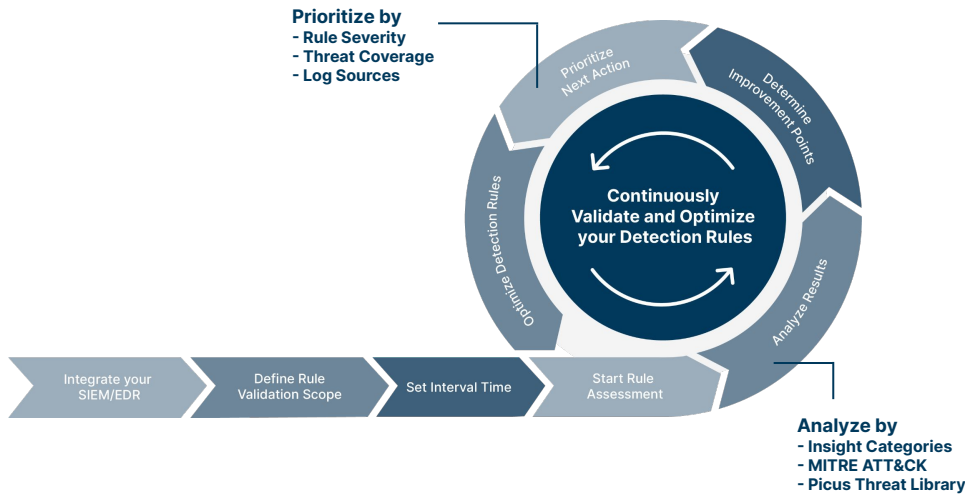 Prioritize by
- Rule Severity
- Threat Coverage
- Log Sources
Prioritize
Next Action
Determine
Improvement Points
Optimize Detection Rules
Continuously
Validate and Optimize
your Detection Rules
Analyze Results
Integrate your
SIEM/EDR
Define Rule
Validation Scope
Set Interval Time
Start Rule
Assessment
Analyze by
- Insight Categories
- MITRE ATT&CK
- Picus Threat Library